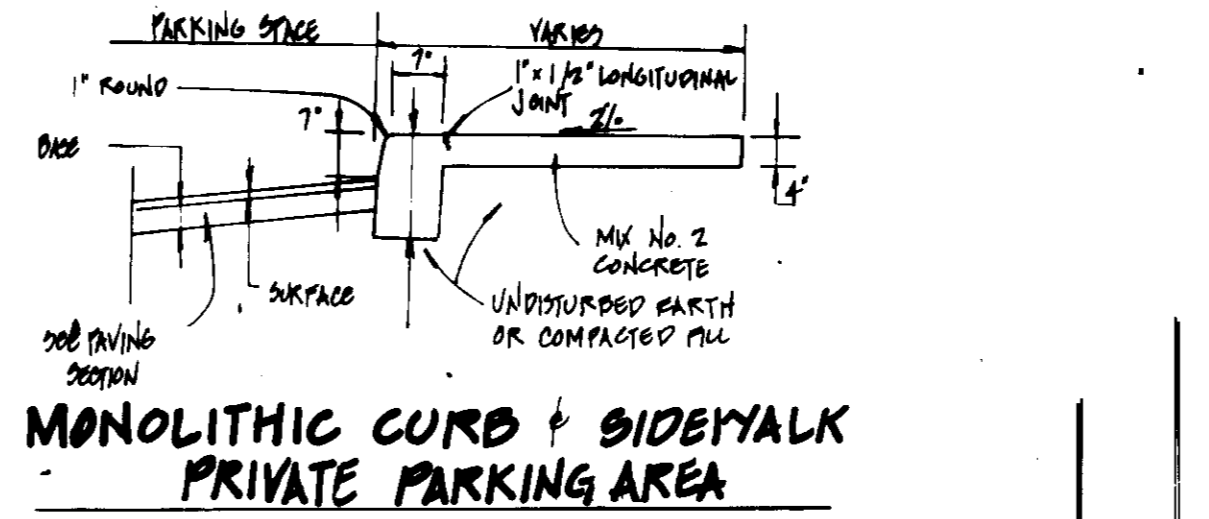 PARKING SPACE
VARIES
7"
1" ROUND
1" x 1/2" LONGITUDINAL
JOINT
7"
2%
BASE
4"
MIX No. 2
CONCRETE
SURFACE
UNDISTURBED EARTH
OR COMPACTED FILL
SEE PAVING
SECTION
MONOLITHIC CURB & SIDEWALK
PRIVATE PARKING AREA